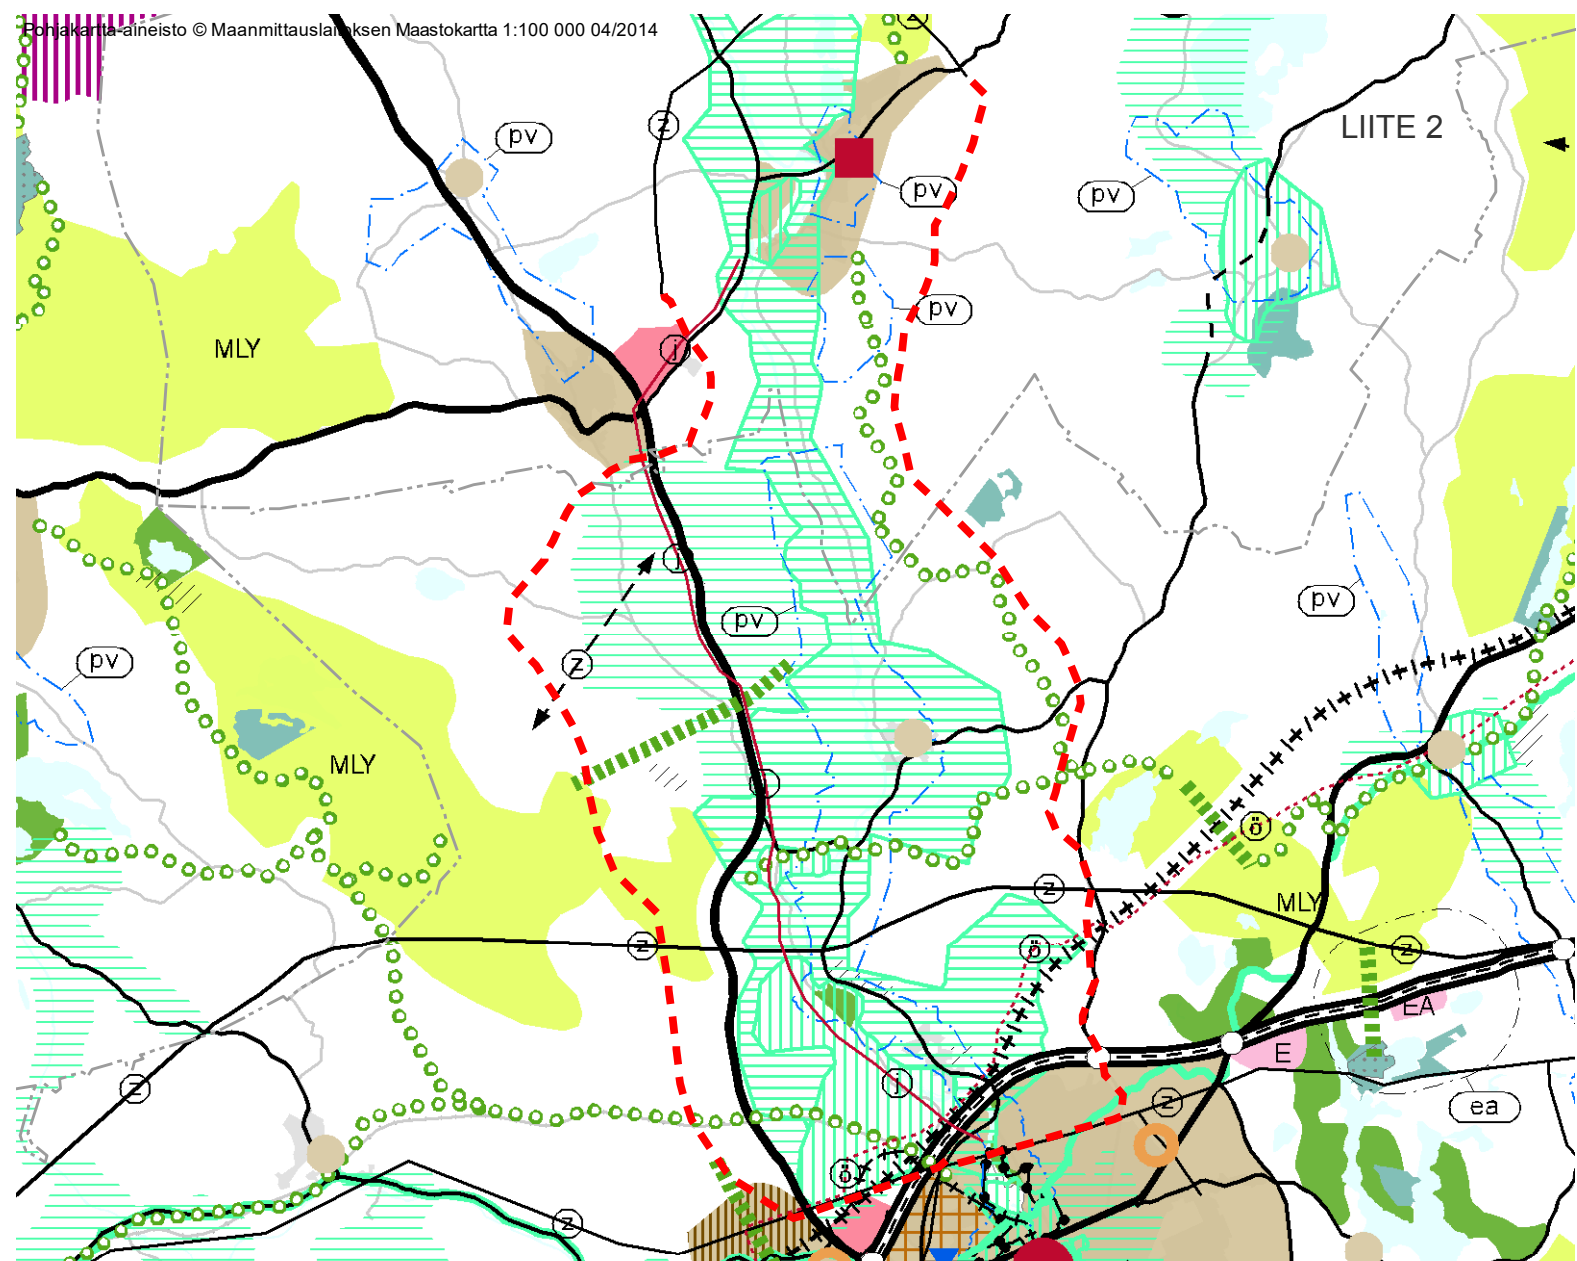 Pohjakartta-aineisto © Maanmittauslaitoksen Maastokartta 1:100 000 04/2014
z
LIITE 2
z
pv
pv
pv
pv
MLY
j
j
pv
pv
pv
z
MLY
ö
z
MLY
z
ö
z
EA
E
j
z
z
ea
ö
z